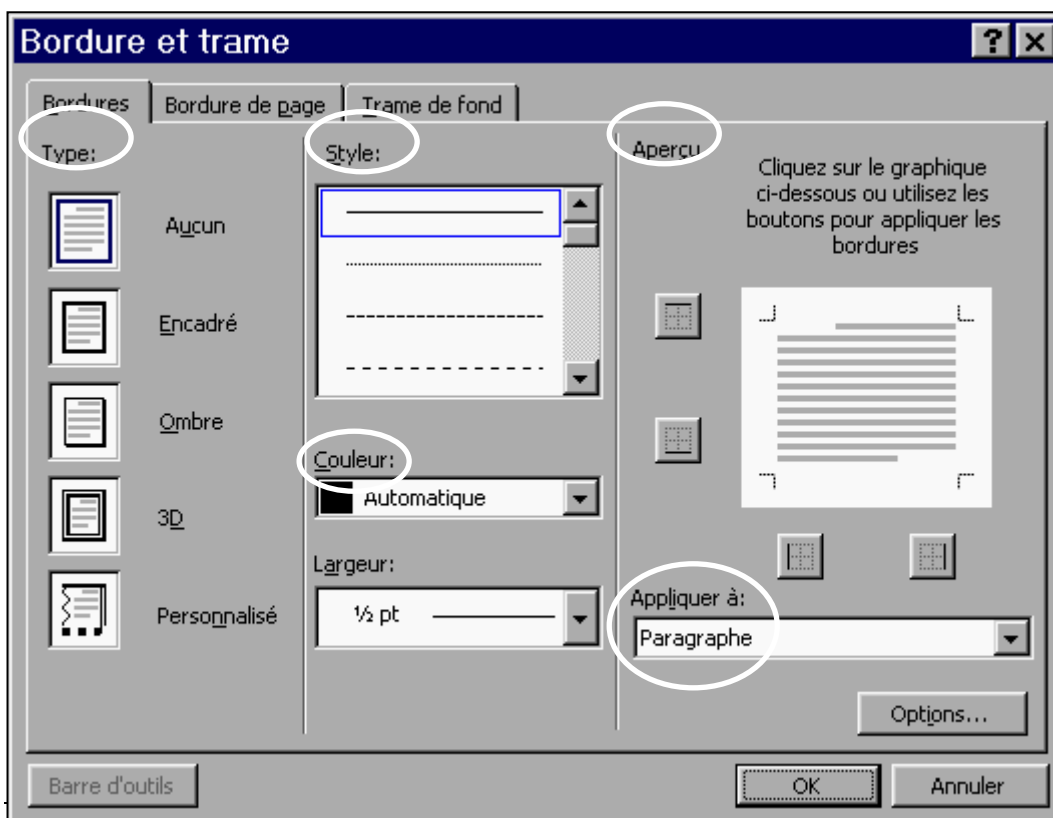 Bordure et trame
Bordures
Bordure de page
Trame de fond
Type:
Aucun
Encadré
Ombre
3D
Personnalisé
Style:
Couleur:
Automatique
Largeur:
½ pt
Aperçu
Cliquez sur le graphique
ci-dessous ou utilisez les
boutons pour appliquer les
bordures
Appliquer à:
Paragraphe
Options...
Barre d'outils
OK
Annuler